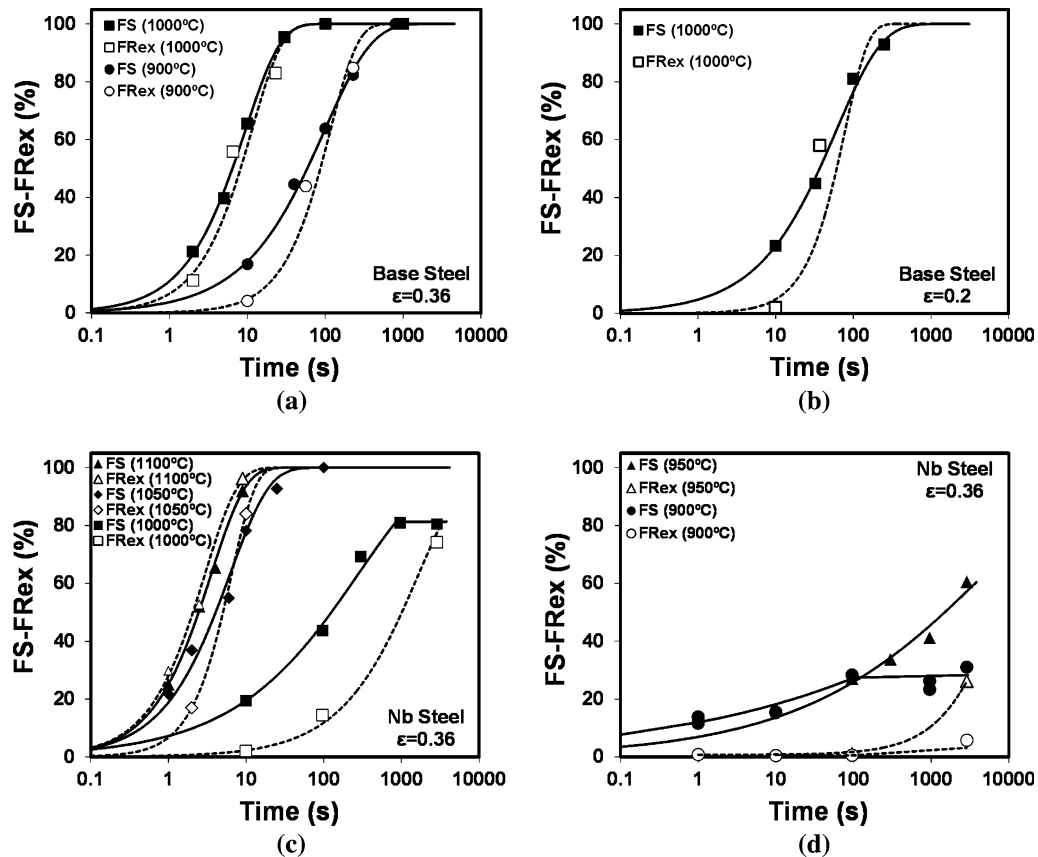 FS-FRex (%)
100
80
60
40
20
0
FS (1000ºC)
FRex (1000ºC)
FS (900ºC)
FRex (900ºC)
Base Steel
ε=0.36
0.1 1 10 100 1000 10000
Time (s)
(a)
FS-FRex (%)
100
80
60
40
20
0
FS (1000ºC)
FRex (1000ºC)
Base Steel
ε=0.2
0.1 1 10 100 1000 10000
Time (s)
(b)
FS-FRex (%)
100
80
60
40
20
0
FS (1100ºC)
FRex (1100ºC)
FS (1050ºC)
FRex (1050ºC)
FS (1000ºC)
FRex (1000ºC)
Nb Steel
ε=0.36
0.1 1 10 100 1000 10000
Time (s)
(c)
FS-FRex (%)
100
80
60
40
20
0
FS (950ºC)
FRex (950ºC)
FS (900ºC)
FRex (900ºC)
Nb Steel
ε=0.36
0.1 1 10 100 1000 10000
Time (s)
(d)